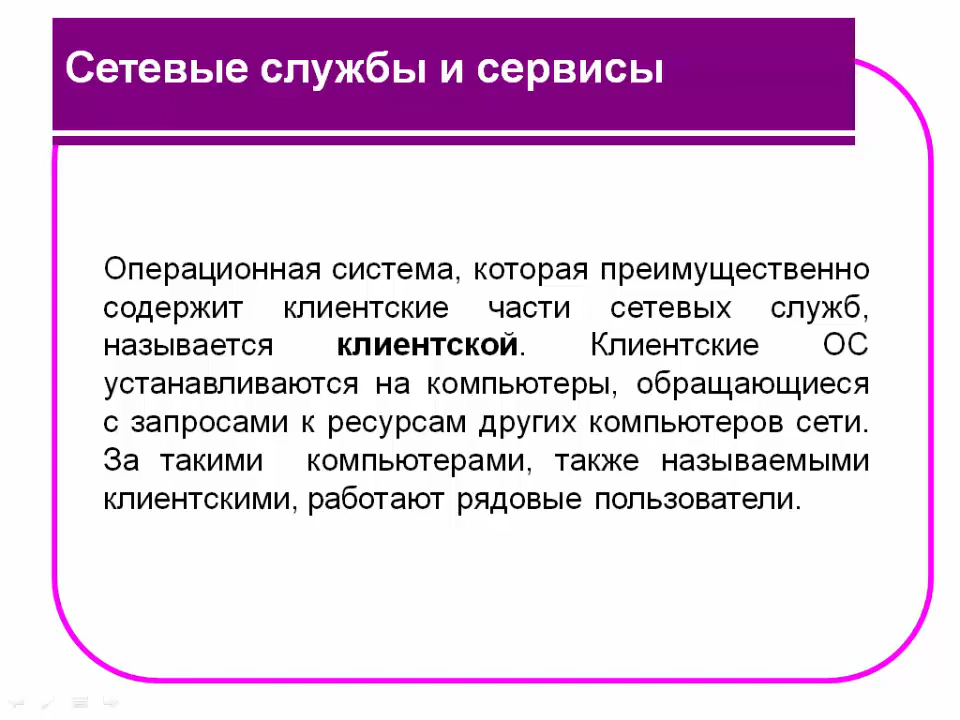 Сетевые службы и сервисы
Операционная система, которая преимущественно
содержит клиентские части сетевых служб,
называется клиентской. Клиентские ОС
устанавливаются на компьютеры, обращающиеся
с запросами к ресурсам других компьютеров сети.
За такими компьютерами, также называемыми
клиентскими, работают рядовые пользователи.